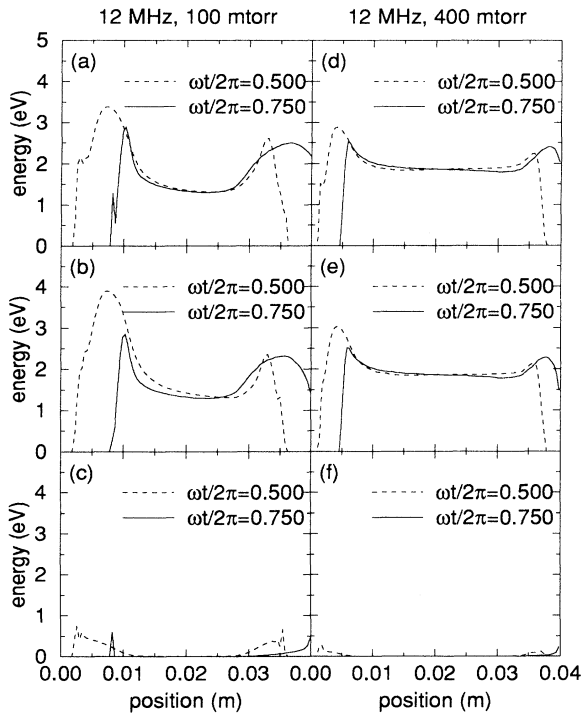 12 MHz, 100 mtorr
12 MHz, 400 mtorr
energy (eV)
5
4
3
2
1
0
(a)
ωt/2π=0.500
ωt/2π=0.750
(d)
ωt/2π=0.500
ωt/2π=0.750
energy (eV)
4
3
2
1
0
(b)
ωt/2π=0.500
ωt/2π=0.750
(e)
ωt/2π=0.500
ωt/2π=0.750
energy (eV)
4
3
2
1
0
(c)
ωt/2π=0.500
ωt/2π=0.750
(f)
ωt/2π=0.500
ωt/2π=0.750
0.00 0.01 0.02 0.03 0.00 0.01 0.02 0.03 0.04
position (m)
position (m)